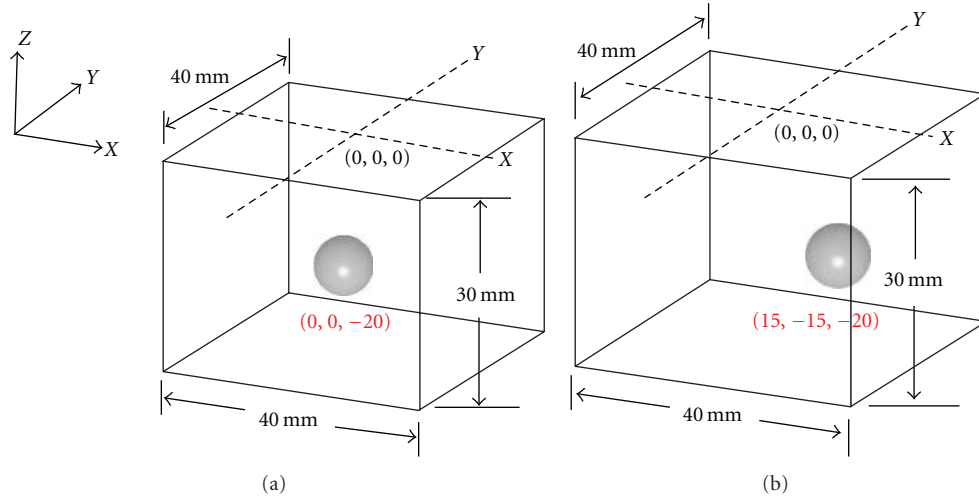 Z
Y
X
40 mm
Y
(0, 0, 0)
X
30 mm
(0, 0, −20)
40 mm
(a)
40 mm
Y
(0, 0, 0)
X
30 mm
(15, −15, −20)
40 mm
(b)